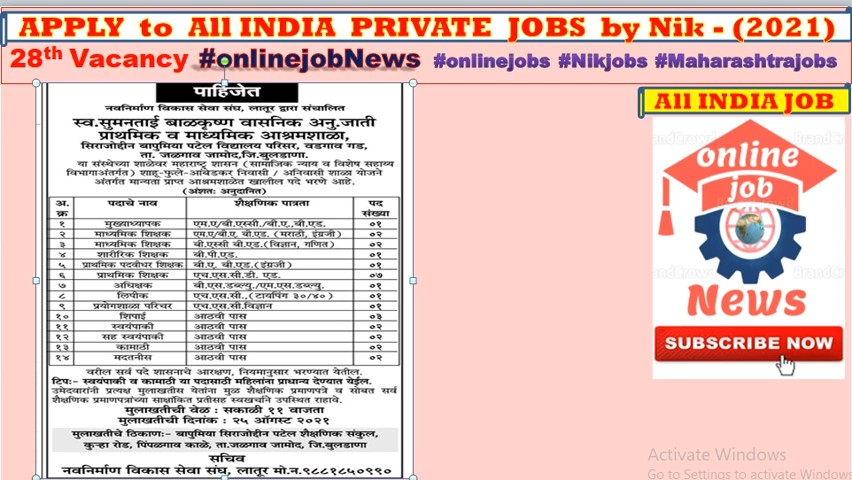 APPLY to All INDIA PRIVATE JOBS by Nik - (2021)
28th Vacancy #onlinejobNews #onlinejobs #Nikjobs #Maharashtrajobs
पाहिजेत
नवनिर्माण विकास सेवा संघ, लातूर द्वारा संचालित
स्व.सुमनताई बाळकृष्ण वासनिक अनु.जाती
प्राथमिक व माध्यमिक आश्रमशाळा,
सिराजोद्दीन बापुमिया पटेल विद्यालय परिसर, वडगाव गड,
ता. जळगाव जामोद,जि.बुलडाणा.
या संस्थेच्या शाळेवर महाराष्ट्र शासन (सामाजिक न्याय व विशेष सहाय्य
विभागाअंतर्गत) शाहू-फुले-आंबेडकर निवासी / अनिवासी शाळा योजने
अंतर्गत मान्यता प्राप्त आश्रमशाळेत खालील पदे भरणे आहे.
(अंशतः अनुदानित)
अ.क्र पदाचे नाव शैक्षणिक पात्रता पद संख्या
१ मुख्याध्यापक एम.ए/बी.एस्सी./बी.ए.,बी.एड. ०१
२ माध्यमिक शिक्षक एम.ए/बी.ए. बी.एड. (मराठी, इंग्रजी) ०२
३ माध्यमिक शिक्षक बी.एस्सी बी.एड.(विज्ञान, गणित) ०२
४ शारीरिक शिक्षक बी.पी.एड. ०१
५ प्राथमिक पदवीधर शिक्षक बी.ए. बी.एड.(इंग्रजी) ०१
६ प्राथमिक शिक्षक एच.एस.सी.डी. एड. ०७
७ अधिक्षक बी.एस.डब्ल्यु./एम.एस.डब्ल्यु. ०१
८ लिपीक एच.एस.सी.,(टायपिंग ३०/४०) ०१
९ प्रयोगशाळा परिचर एच.एस.सी.विज्ञान ०१
१० शिपाई आठवी पास ०३
११ स्वयंपाकी आठवी पास ०२
१२ सह स्वयंपाकी आठवी पास ०२
१३ कामाठी आठवी पास ०२
१४ मदतनीस आठवी पास ०२
वरील सर्व पदे शासनाचे आरक्षण, नियमानुसार भरण्यात येतील.
टिपः- स्वयंपाकी व कामाठी या पदासाठी महिलांना प्राधान्य देण्यात येईल.
उमेदवारांनी प्रत्यक्ष मुलाखतीस येतांना मुळ शैक्षणिक प्रमाणपत्रे व सोबत सर्व
शैक्षणिक प्रमाणपत्रांच्या साक्षांकित प्रतीसह स्वखर्चाने उपस्थित राहावे.
मुलाखतीची वेळ : सकाळी ११ वाजता
मुलाखतीची दिनांक : २५ ऑगस्ट २०२१
मुलाखतीचे ठिकाण:- बापुमिया सिराजोद्दीन पटेल शैक्षणिक संकुल,
कुऱ्हा रोड, पिंपळगाव काळे, ता.जळगाव जामोद, जि.बुलडाणा
सचिव
नवनिर्माण विकास सेवा संघ, लातूर मो.न.९८८१८५०९९०
All INDIA JOB
online
job
News
SUBSCRIBE NOW
Activate Windows
Go to Settings to activate Windows